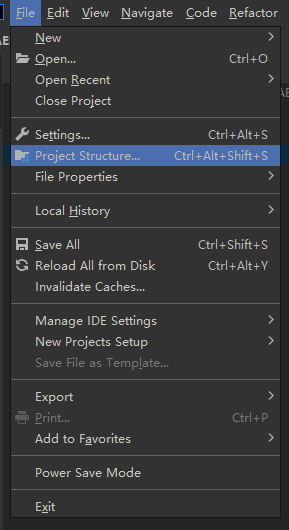 File Edit View Navigate Code Refactor
New
Open... Ctrl+O
Open Recent
Close Project
Settings... Ctrl+Alt+S
Project Structure... Ctrl+Alt+Shift+S
File Properties
Local History
Save All Ctrl+Shift+S
Reload All from Disk Ctrl+Alt+Y
Invalidate Caches...
Manage IDE Settings
New Projects Setup
Save File as Template...
Export
Print... Ctrl+P
Add to Favorites
Power Save Mode
Exit